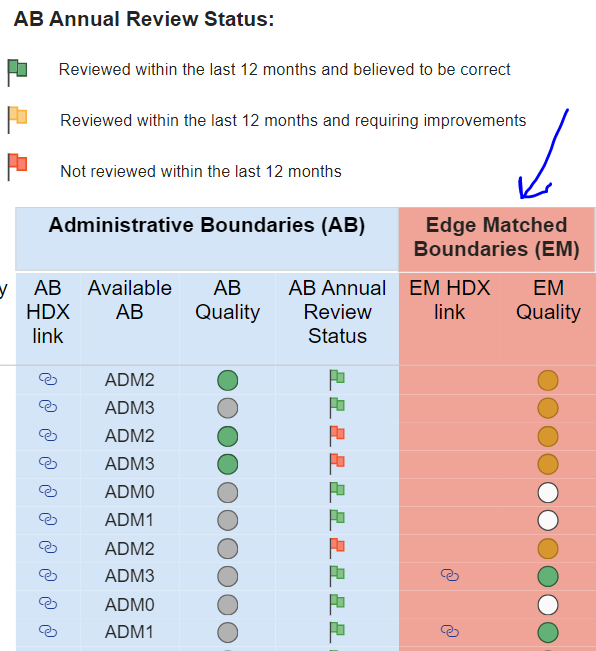 AB Annual Review Status:
Reviewed within the last 12 months and believed to be correct
Reviewed within the last 12 months and requiring improvements
Not reviewed within the last 12 months
Administrative Boundaries (AB)
Edge Matched
Boundaries (EM)
y
AB
HDX
link
Available
AB
AB
Quality
AB Annual
Review
Status
EM HDX
link
EM
Quality
ADM2
ADM3
ADM2
ADM3
ADM0
ADM1
ADM2
ADM3
ADM0
ADM1